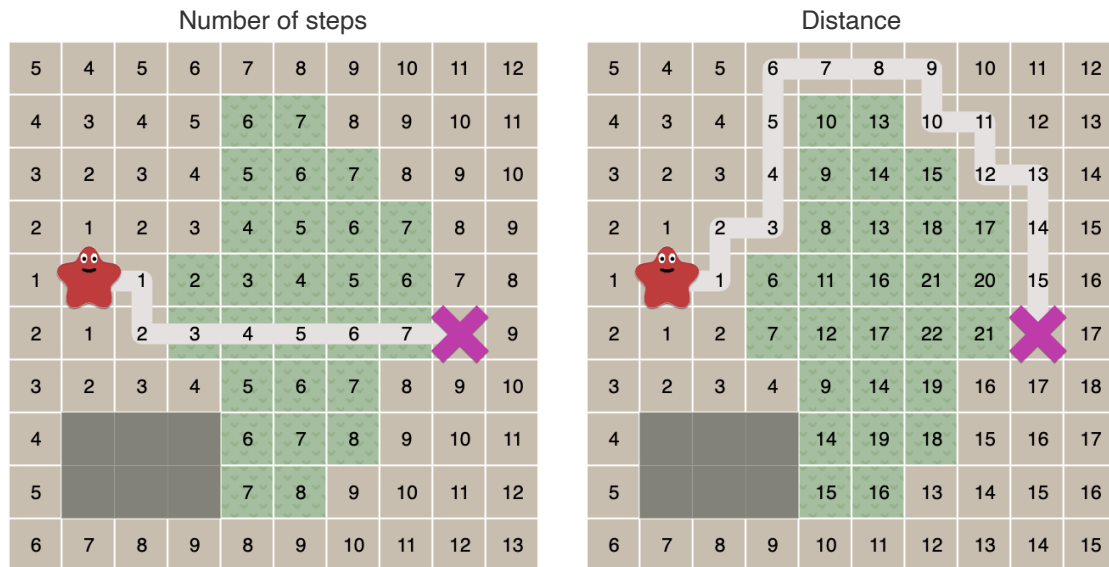 Number of steps
5 4 5 6 7 8 9 10 11 12
4 3 4 5 6 7 8 9 10 11
3 2 3 4 5 6 7 8 9 10
2 1 2 3 4 5 6 7 8 9
1 1 2 3 4 5 6 7 8
2 1 2 3 4 5 6 7 9
3 2 3 4 5 6 7 8 9 10
4 6 7 8 9 10 11
5 7 8 9 10 11 12
6 7 8 9 8 9 10 11 12 13
Distance
5 4 5 6 7 8 9 10 11 12
4 3 4 5 10 13 10 11 12 13
3 2 3 4 9 14 15 12 13 14
2 1 2 3 8 13 18 17 14 15
1 1 6 11 16 21 20 15 16
2 1 2 7 12 17 22 21 17
3 2 3 4 9 14 19 16 17 18
4 14 19 18 15 16 17
5 15 16 13 14 15 16
6 7 8 9 10 11 12 13 14 15